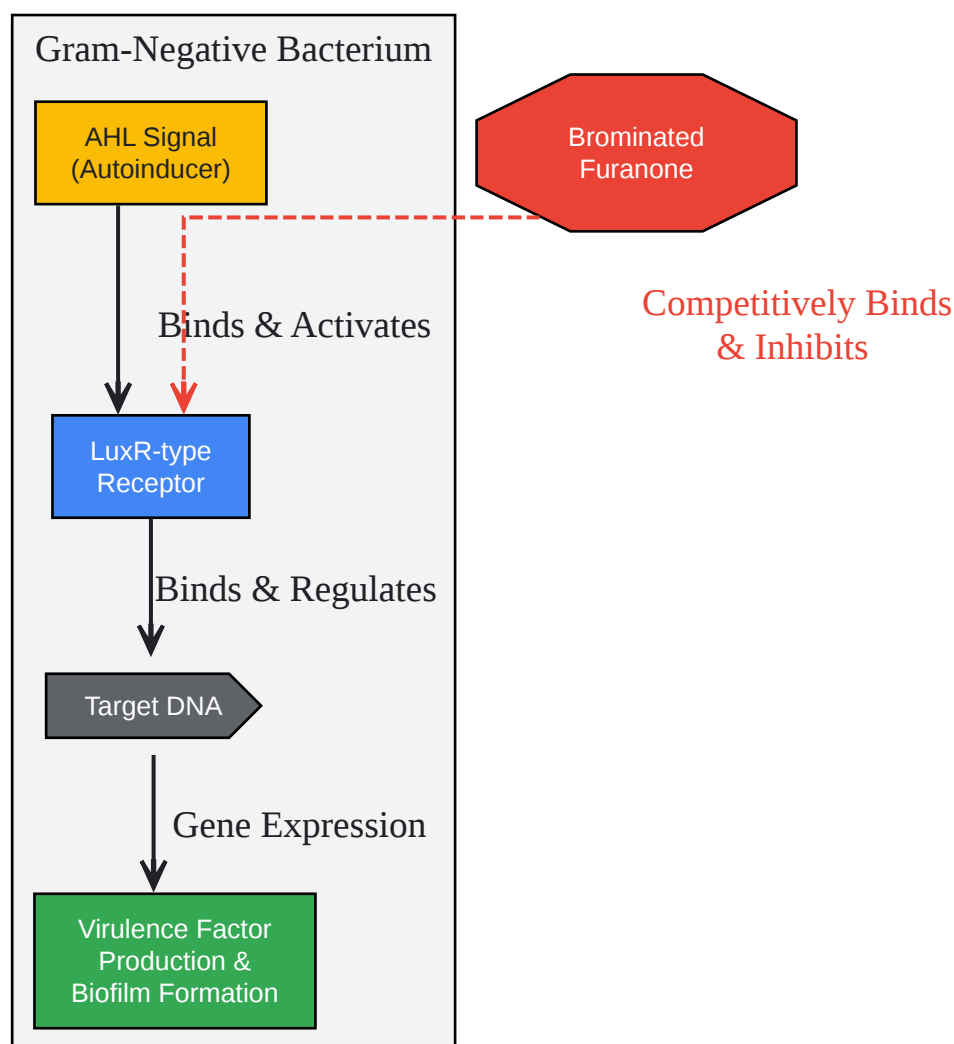 Gram-Negative Bacterium
AHL Signal
(Autoinducer)
Brominated
Furanone
Binds & Activates
Competitively Binds
& Inhibits
LuxR-type
Receptor
Binds & Regulates
Target DNA
Gene Expression
Virulence Factor
Production &
Biofilm Formation